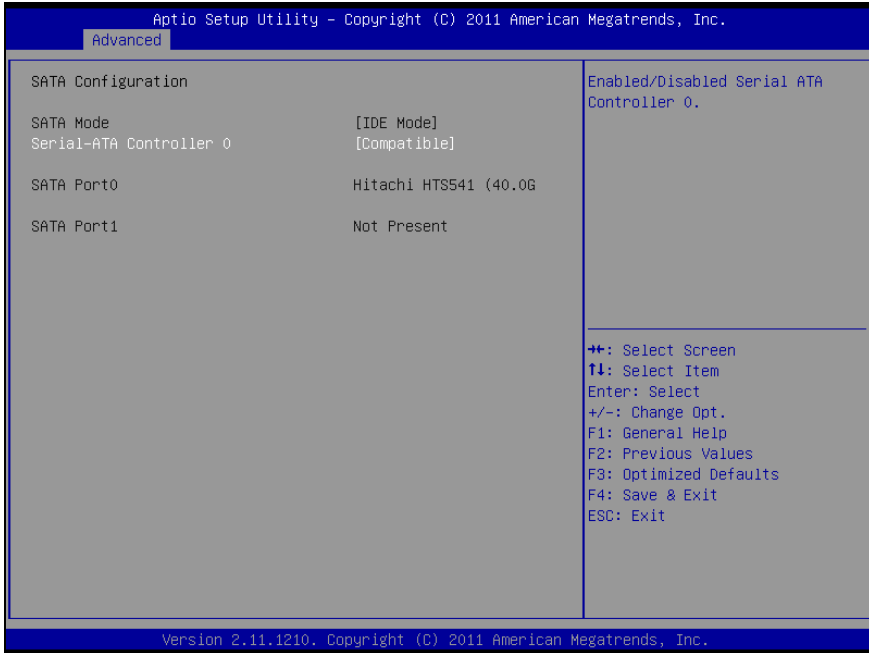 Aptio Setup Utility – Copyright (C) 2011 American Megatrends, Inc.
Advanced
SATA Configuration
SATA Mode [IDE Mode]
Serial-ATA Controller 0 [Compatible]
SATA Port0 Hitachi HTS541 (40.0G
SATA Port1 Not Present
Enabled/Disabled Serial ATA
Controller 0.
→←: Select Screen
↑↓: Select Item
Enter: Select
+/-: Change Opt.
F1: General Help
F2: Previous Values
F3: Optimized Defaults
F4: Save & Exit
ESC: Exit
Version 2.11.1210. Copyright (C) 2011 American Megatrends, Inc.